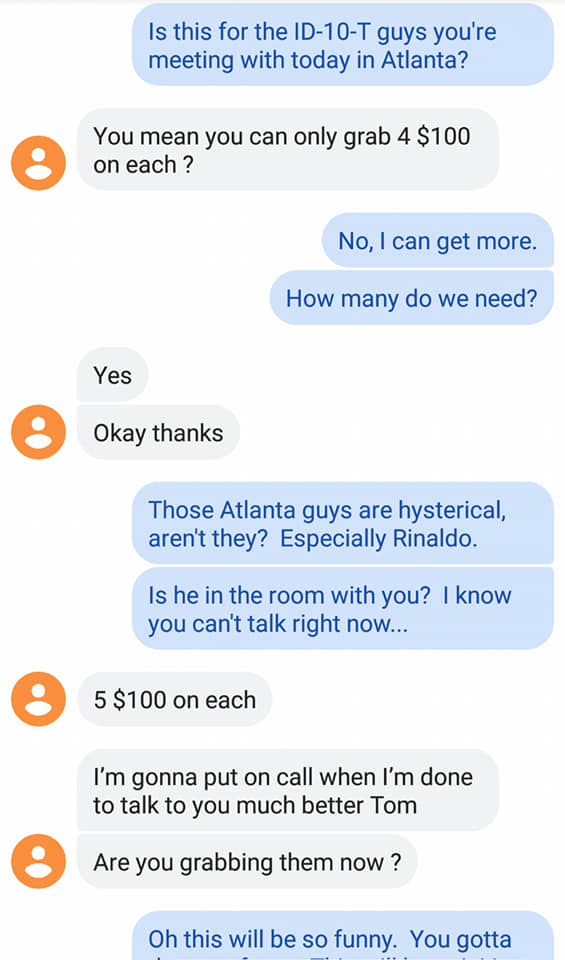 Is this for the ID-10-T guys you're
meeting with today in Atlanta?
You mean you can only grab 4 $100
on each ?
No, I can get more.
How many do we need?
Yes
Okay thanks
Those Atlanta guys are hysterical,
aren't they?  Especially Rinaldo.
Is he in the room with you?  I know
you can't talk right now...
5 $100 on each
I’m gonna put on call when I’m done
to talk to you much better Tom
Are you grabbing them now ?
Oh this will be so funny.  You gotta